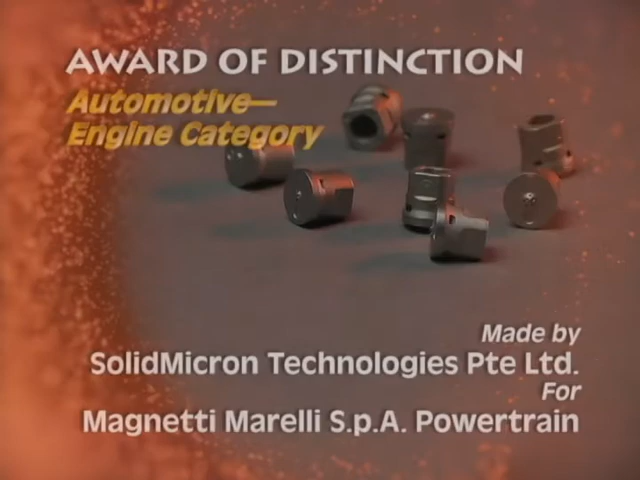 AWARD OF DISTINCTION
Automotive—
Engine Category
Made by
SolidMicron Technologies Pte Ltd.
For
Magnetti Marelli S.p.A. Powertrain